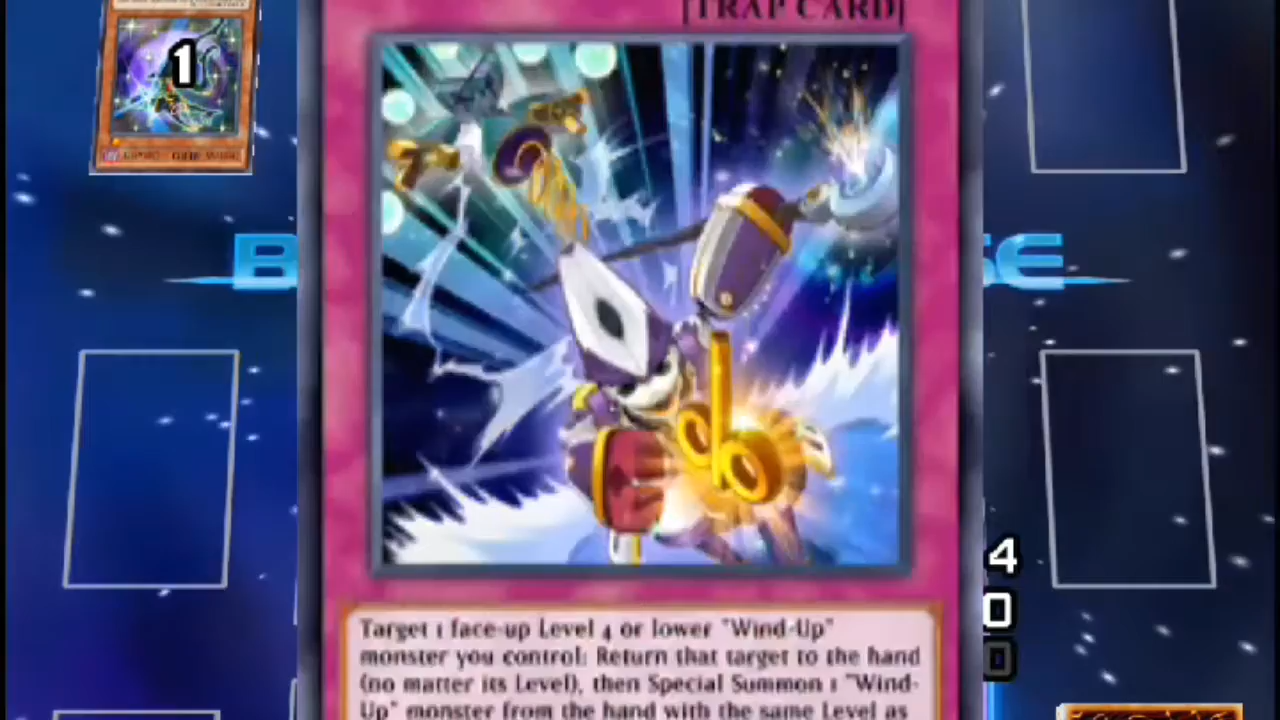 [TRAP CARD]
1
B
SE
4
0
0
Target 1 face-up Level 4 or lower "Wind-Up"
monster you control: Return that target to the hand
(no matter its Level), then Special Summon 1 "Wind-
Up" monster from the hand with the same Level as